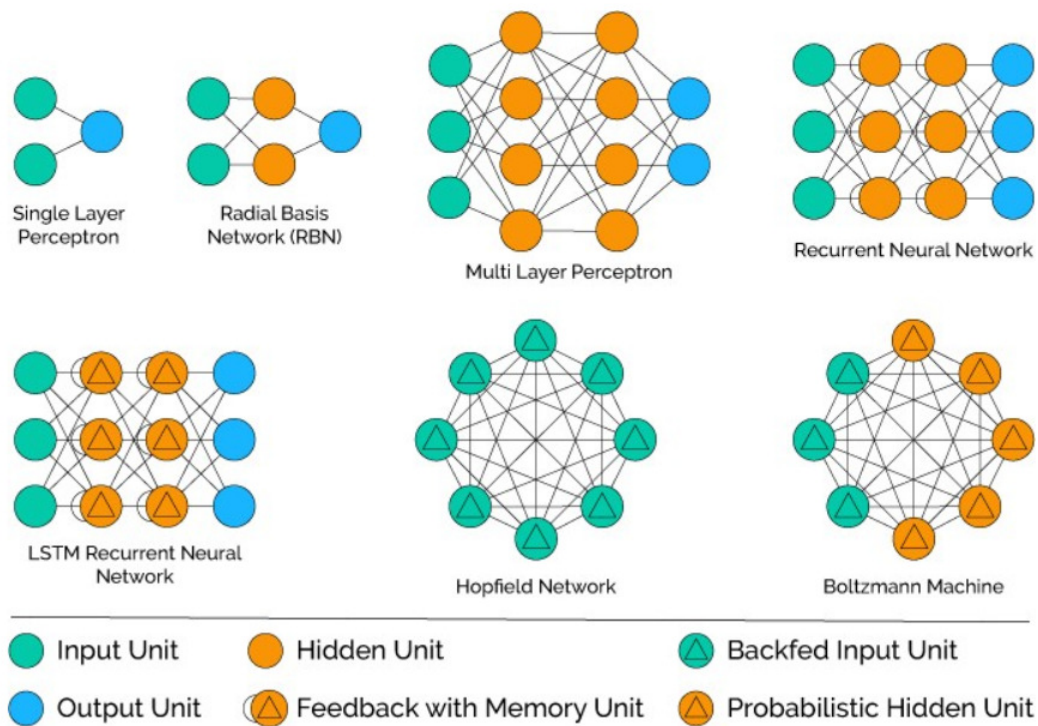 Single Layer
Perceptron
Radial Basis
Network (RBN)
Multi Layer Perceptron
Recurrent Neural Network
LSTM Recurrent Neural
Network
Hopfield Network
Boltzmann Machine
Input Unit
Hidden Unit
Backfed Input Unit
Output Unit
Feedback with Memory Unit
Probabilistic Hidden Unit